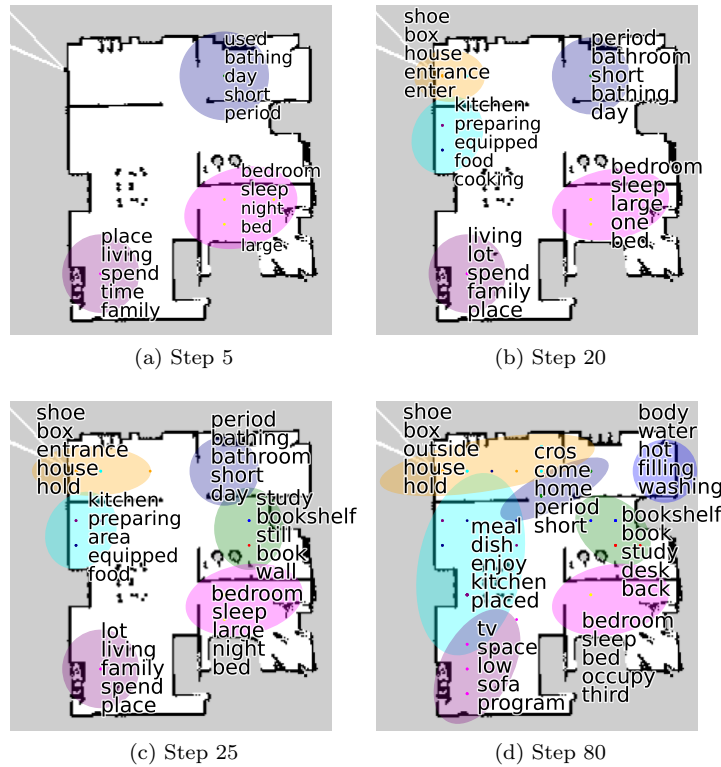 used
bathing
day
short
period
bedroom
sleep
night
bed
large
place
living
spend
time
family
(a) Step 5
shoe
box
house
entrance
enter
period
bathroom
short
bathing
day
kitchen
preparing
equipped
food
cooking
bedroom
sleep
large
one
bed
living
lot
spend
family
place
(b) Step 20
shoe
box
entrance
house
hold
period
bathing
bathroom
short
day
kitchen
preparing
area
equipped
food
study
bookshelf
still
book
wall
bedroom
sleep
large
night
bed
lot
living
family
spend
place
(c) Step 25
shoe
box
outside
house
hold
cros
come
home
period
short
body
water
hot
filling
washing
meal
dish
enjoy
kitchen
placed
bookshelf
book
study
desk
back
tv
space
low
sofa
program
bedroom
sleep
bed
occupy
third
(d) Step 80